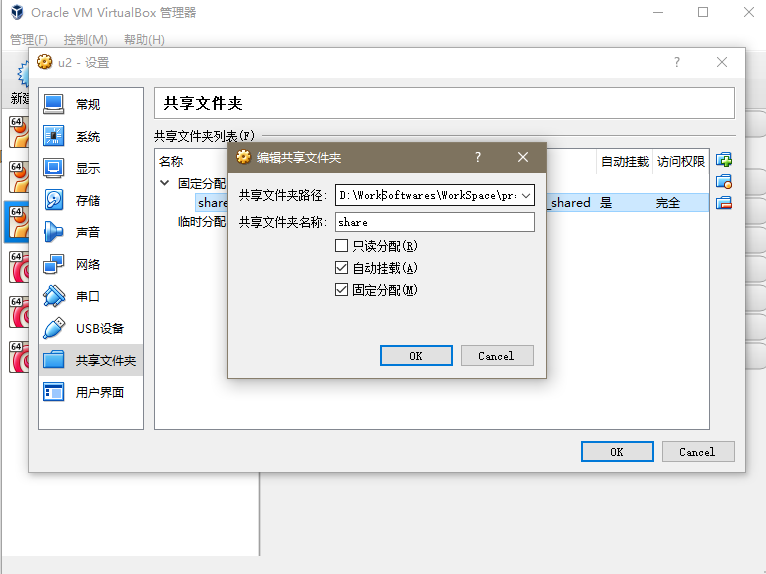 Oracle VM VirtualBox 管理器
管理(F) 控制(M) 帮助(H)
u2 - 设置 ?
新建
64
64
64
64
64
64
常规
系统
显示
存储
声音
网络
串口
USB设备
共享文件夹
用户界面
共享文件夹
共享文件夹列表(F)
名称 自动挂载 访问权限
固定分配
share _shared 是 完全
临时分配
编辑共享文件夹 ?
共享文件夹路径: D:\WorkSoftwares\WorkSpace\pr
共享文件夹名称: share
只读分配(R)
自动挂载(A)
固定分配(M)
OK Cancel
OK Cancel